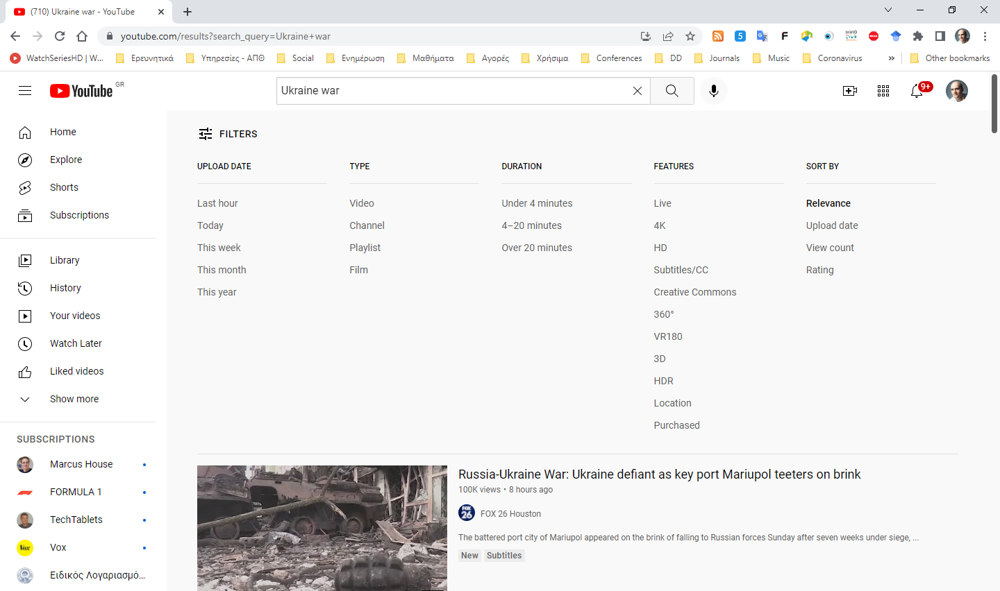 (710) Ukraine war - YouTube
youtube.com/results?search_query=Ukraine+war
WatchSeriesHD | W...
Ερευνητικά
Υπηρεσίες - ΑΠΘ
Social
Ενημέρωση
Μαθήματα
Αγορές
Χρήσιμα
Conferences
DD
Journals
Music
Coronavirus
»
Other bookmarks
YouTube GR
Ukraine war
9+
Home
Explore
Shorts
Subscriptions
Library
History
Your videos
Watch Later
Liked videos
Show more
SUBSCRIPTIONS
Marcus House
FORMULA 1
TechTablets
Vox
Ειδικός Λογαριασμό...
FILTERS
UPLOAD DATE
Last hour
Today
This week
This month
This year
TYPE
Video
Channel
Playlist
Film
DURATION
Under 4 minutes
4–20 minutes
Over 20 minutes
FEATURES
Live
4K
HD
Subtitles/CC
Creative Commons
360°
VR180
3D
HDR
Location
Purchased
SORT BY
Relevance
Upload date
View count
Rating
Russia-Ukraine War: Ukraine defiant as key port Mariupol teeters on brink
100K views • 8 hours ago
FOX 26
FOX 26 Houston
The battered port city of Mariupol appeared on the brink of falling to Russian forces Sunday after seven weeks under siege, ...
New
Subtitles